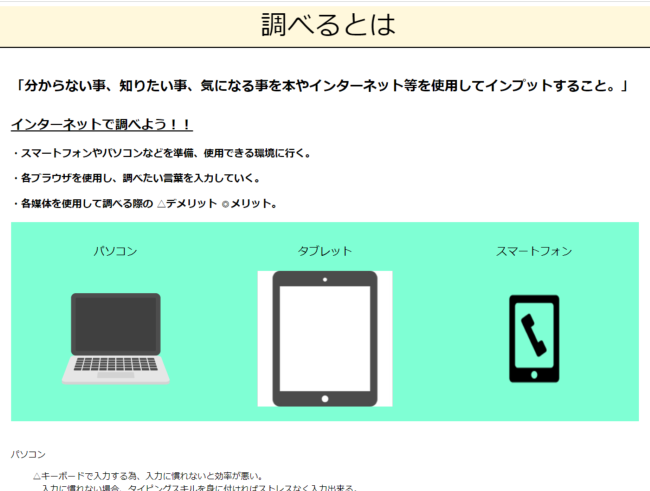 調べるとは
「分からない事、知りたい事、気になる事を本やインターネット等を使用してインプットすること。」
インターネットで調べよう！！
・スマートフォンやパソコンなどを準備、使用できる環境に行く。
・各ブラウザを使用し、調べたい言葉を入力していく。
・各媒体を使用して調べる際の △デメリット ◎メリット。
パソコン
タブレット
スマートフォン
パソコン
△キーボードで入力する為、入力に慣れないと効率が悪い。
入力に慣れない場合、タイピングスキルを身に付ければストレスなく入力出来る。